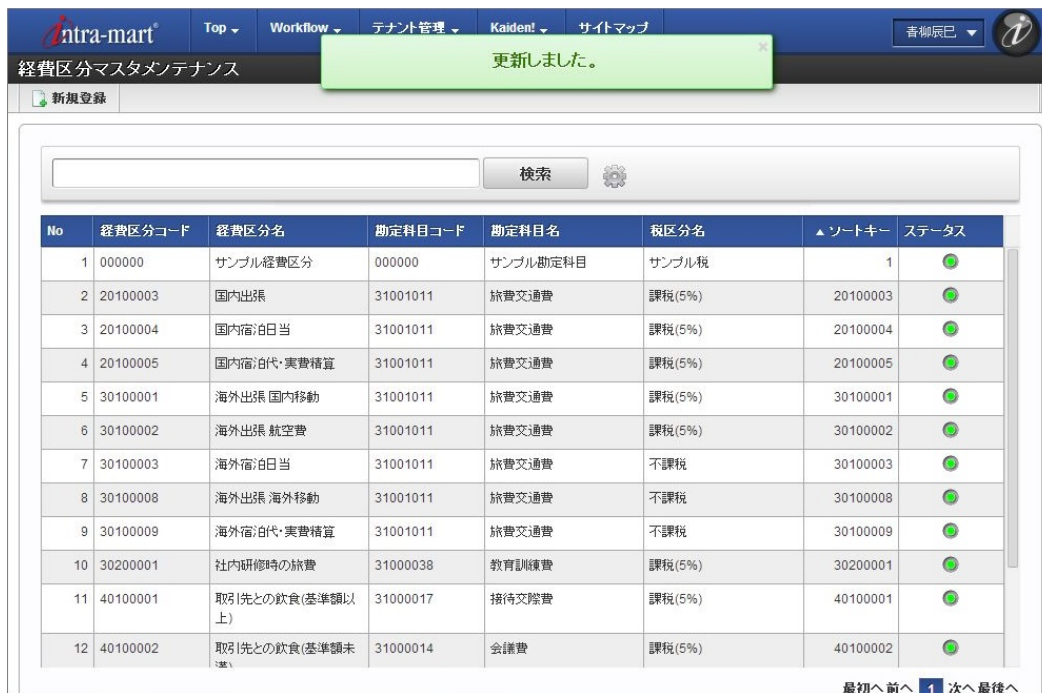 intra-mart®
Top Workflow テナント管理 Kaiden! サイトマップ
青柳辰巳
更新しました。
×
経費区分マスタメンテナンス
新規登録
検索
No 経費区分コード 経費区分名 勘定科目コード 勘定科目名 税区分名 ▲ ソートキー ステータス
1 000000 サンプル経費区分 000000 サンプル勘定科目 サンプル税 1
2 20100003 国内出張 31001011 旅費交通費 課税(5%) 20100003
3 20100004 国内宿泊日当 31001011 旅費交通費 課税(5%) 20100004
4 20100005 国内宿泊代・実費精算 31001011 旅費交通費 課税(5%) 20100005
5 30100001 海外出張 国内移動 31001011 旅費交通費 課税(5%) 30100001
6 30100002 海外出張 航空費 31001011 旅費交通費 課税(5%) 30100002
7 30100003 海外宿泊日当 31001011 旅費交通費 不課税 30100003
8 30100008 海外出張 海外移動 31001011 旅費交通費 不課税 30100008
9 30100009 海外宿泊代・実費精算 31001011 旅費交通費 不課税 30100009
10 30200001 社内研修時の旅費 31000038 教育訓練費 課税(5%) 30200001
11 40100001 取引先との飲食(基準額以 31000017 接待交際費 課税(5%) 40100001
上)
12 40100002 取引先との飲食(基準額未 31000014 会議費 課税(5%) 40100002
満)
最初へ 前へ 1 次へ 最後へ